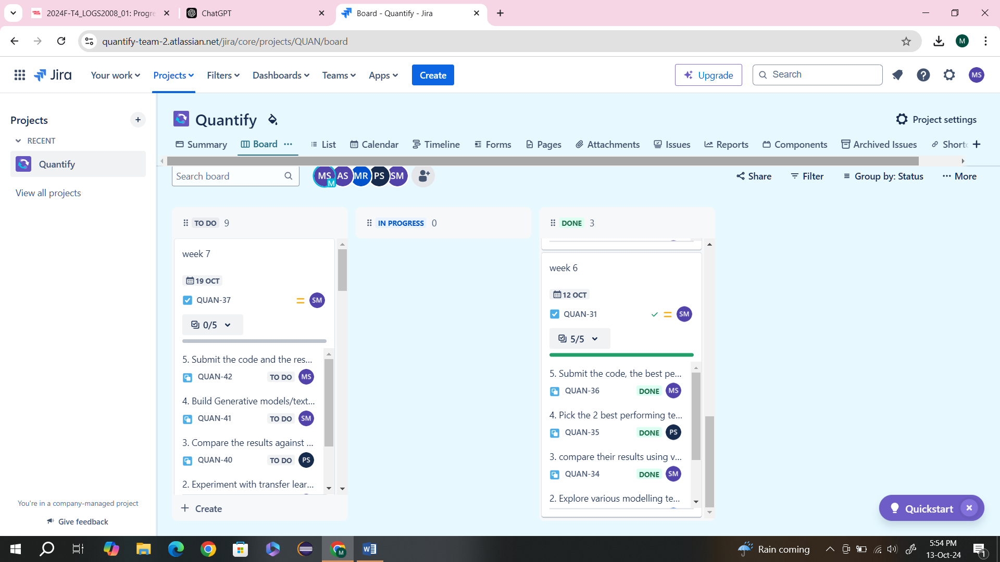 2024F-T4_LOGS2008_01: Progre
ChatGPT
Board - Quantify - Jira
quantify-team-2.atlassian.net/jira/core/projects/QUAN/board
M
Jira
Your work
Projects
Filters
Dashboards
Teams
Apps
Create
Upgrade
Search
MS
Projects
RECENT
Quantify
View all projects
You're in a company-managed project
Give feedback
Quantify
Project settings
Summary
Board
List
Calendar
Timeline
Forms
Pages
Attachments
Issues
Reports
Components
Archived Issues
Shortc
Search board
MS M AS MR PS SM
Share
Filter
Group by: Status
More
TO DO 9
week 7
19 OCT
QUAN-37 SM
0/5
5. Submit the code and the res...
QUAN-42 TO DO MS
4. Build Generative models/text...
QUAN-41 TO DO SM
3. Compare the results against ...
QUAN-40 TO DO PS
2. Experiment with transfer lear...
+ Create
IN PROGRESS 0
DONE 3
week 6
12 OCT
QUAN-31 SM
5/5
5. Submit the code, the best pe...
QUAN-36 DONE MS
4. Pick the 2 best performing te...
QUAN-35 DONE PS
3. compare their results using v...
QUAN-34 DONE SM
2. Explore various modelling te...
Quickstart
Rain coming
5:54 PM
13-Oct-24
1